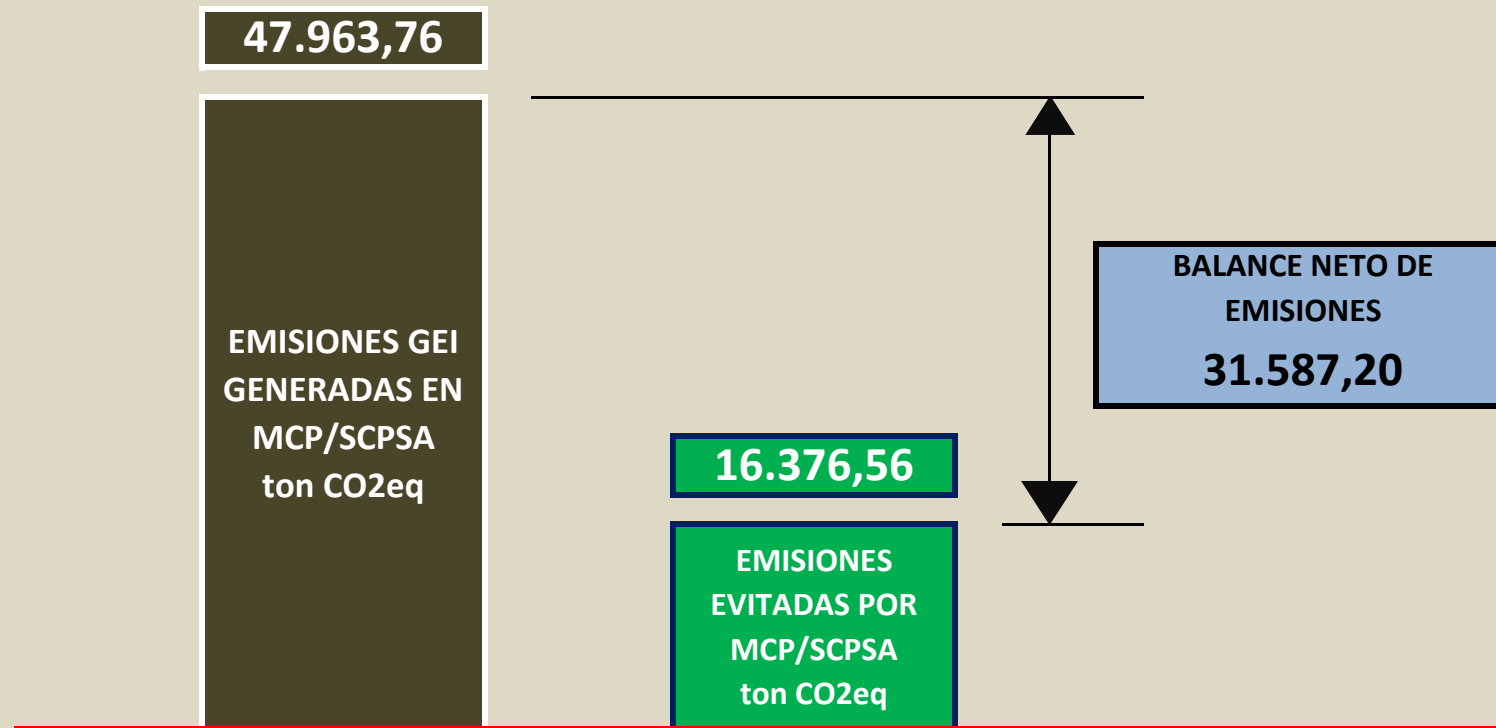 47.963,76
EMISIONES GEI
GENERADAS EN
MCP/SCPSA
ton CO2eq
16.376,56
EMISIONES
EVITADAS POR
MCP/SCPSA
ton CO2eq
BALANCE NETO DE
EMISIONES
31.587,20